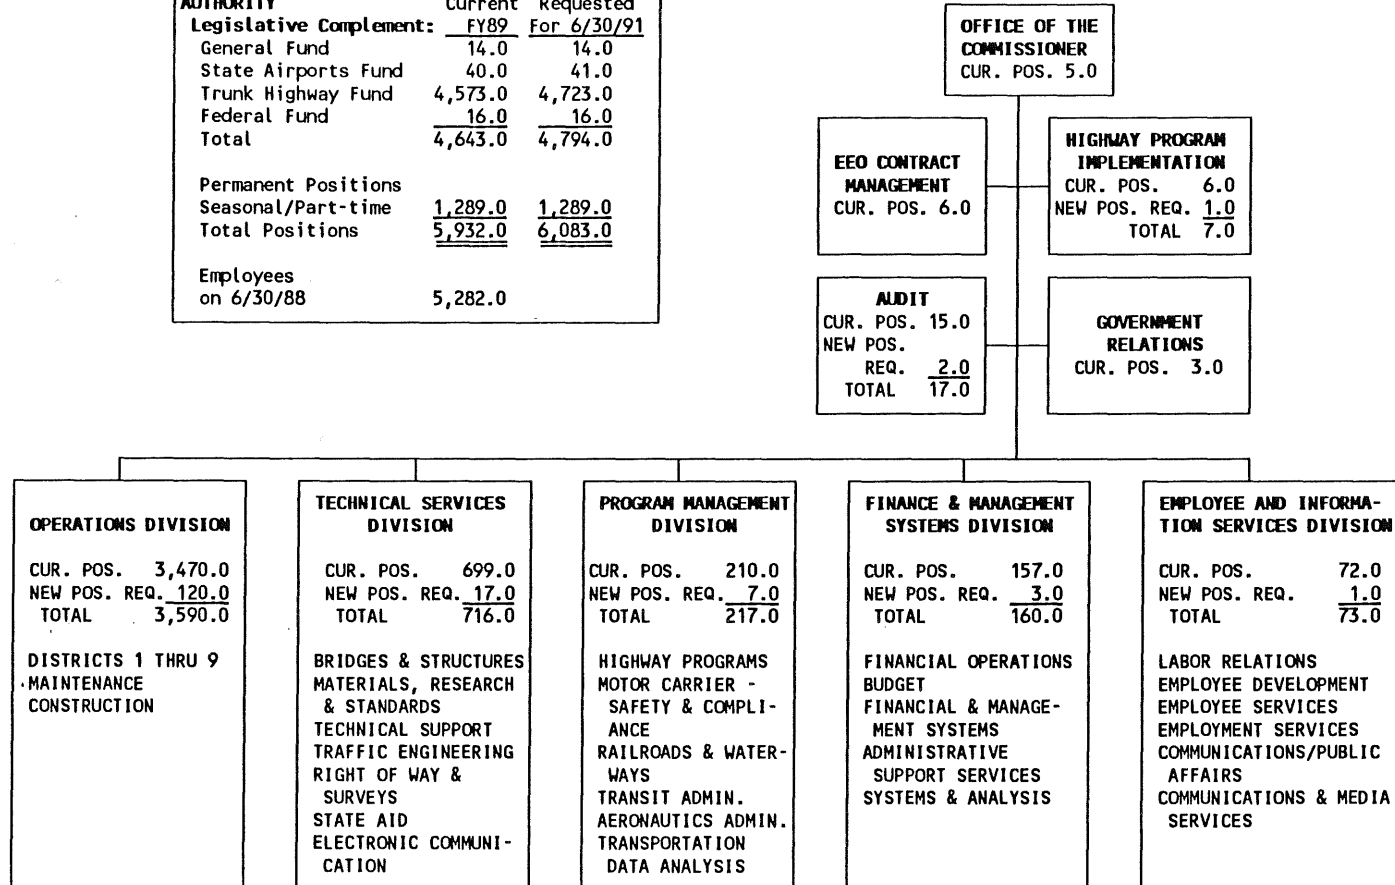 AUTHORITY Current Requested
Legislative Complement: FY89 For 6/30/91
General Fund 14.0 14.0
State Airports Fund 40.0 41.0
Trunk Highway Fund 4,573.0 4,723.0
Federal Fund 16.0 16.0
Total 4,643.0 4,794.0
Permanent Positions
Seasonal/Part-time 1,289.0 1,289.0
Total Positions 5,932.0 6,083.0
Employees
on 6/30/88 5,282.0
OFFICE OF THE
COMMISSIONER
CUR. POS. 5.0
EEO CONTRACT
MANAGEMENT
CUR. POS. 6.0
HIGHWAY PROGRAM
IMPLEMENTATION
CUR. POS. 6.0
NEW POS. REQ. 1.0
TOTAL 7.0
AUDIT
CUR. POS. 15.0
NEW POS.
REQ. 2.0
TOTAL 17.0
GOVERNMENT
RELATIONS
CUR. POS. 3.0
OPERATIONS DIVISION
CUR. POS. 3,470.0
NEW POS. REQ. 120.0
TOTAL 3,590.0
DISTRICTS 1 THRU 9
MAINTENANCE
CONSTRUCTION
TECHNICAL SERVICES
DIVISION
CUR. POS. 699.0
NEW POS. REQ. 17.0
TOTAL 716.0
BRIDGES & STRUCTURES
MATERIALS, RESEARCH
& STANDARDS
TECHNICAL SUPPORT
TRAFFIC ENGINEERING
RIGHT OF WAY &
SURVEYS
STATE AID
ELECTRONIC COMMUNI-
CATION
PROGRAM MANAGEMENT
DIVISION
CUR. POS. 210.0
NEW POS. REQ. 7.0
TOTAL 217.0
HIGHWAY PROGRAMS
MOTOR CARRIER -
SAFETY & COMPLI-
ANCE
RAILROADS & WATER-
WAYS
TRANSIT ADMIN.
AERONAUTICS ADMIN.
TRANSPORTATION
DATA ANALYSIS
FINANCE & MANAGEMENT
SYSTEMS DIVISION
CUR. POS. 157.0
NEW POS. REQ. 3.0
TOTAL 160.0
FINANCIAL OPERATIONS
BUDGET
FINANCIAL & MANAGE-
MENT SYSTEMS
ADMINISTRATIVE
SUPPORT SERVICES
SYSTEMS & ANALYSIS
EMPLOYEE AND INFORMA-
TION SERVICES DIVISION
CUR. POS. 72.0
NEW POS. REQ. 1.0
TOTAL 73.0
LABOR RELATIONS
EMPLOYEE DEVELOPMENT
EMPLOYEE SERVICES
EMPLOYMENT SERVICES
COMMUNICATIONS/PUBLIC
AFFAIRS
COMMUNICATIONS & MEDIA
SERVICES